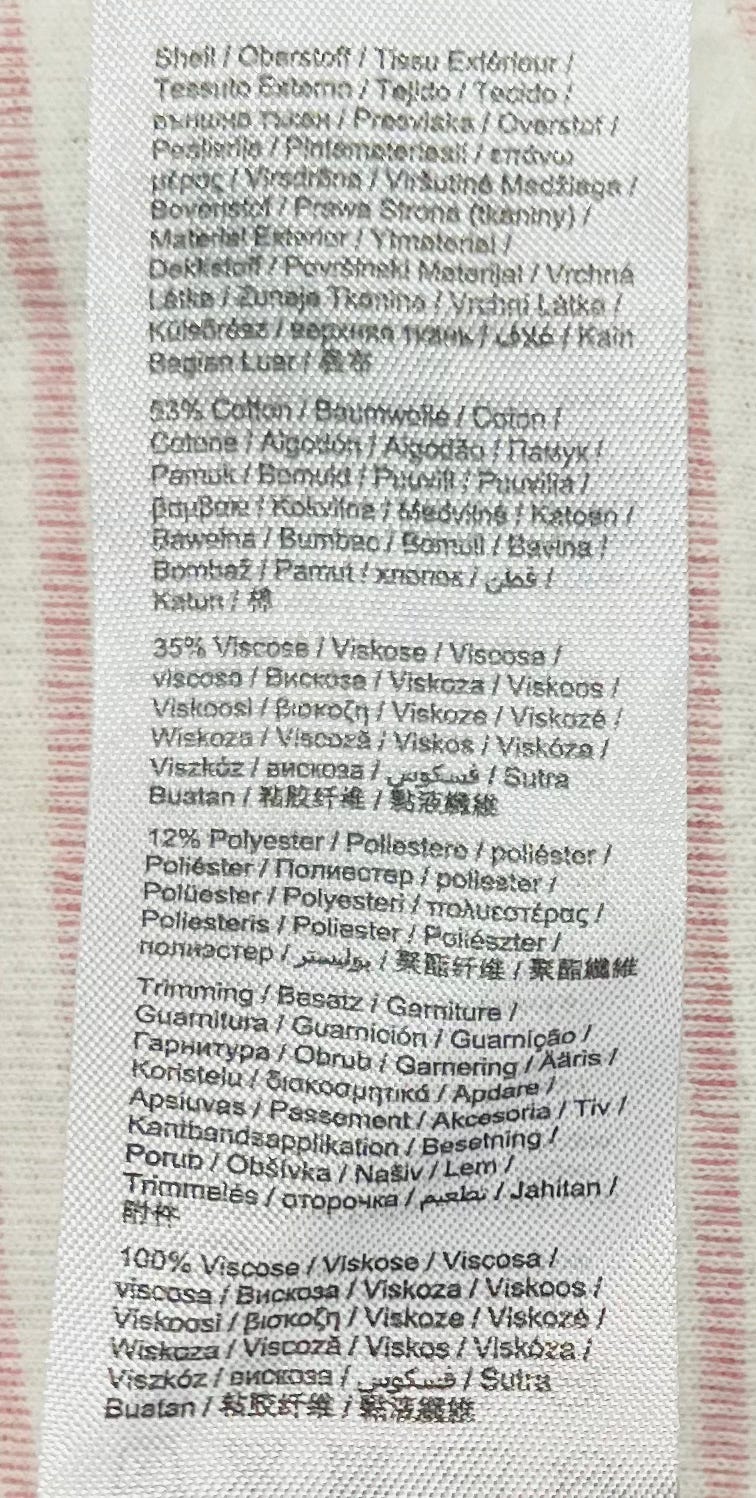 Shell / Oberstoff / Tissu Extérieur /
Tessuto Esterno / Tejido / Tecido /
външна тъкан / Presvlaka / Overstof /
Pealisriie / Pintamateriaali / επάνω
μέρος / Virsdrāna / Viršutinė Medžiaga /
Bovenstof / Prawa Strona (tkaniny) /
Material Exterior / Ytmaterial /
Dekkstoff / Površinski Materijal / Vrchná
Látka / Zunaja Tkanina / Vrchní Látka /
Külsőrész / верхняя ткань / غلاف / Kain
Bagian Luar / 表布
53% Cotton / Baumwolle / Coton /
Cotone / Algodón / Algodão / Памук /
Pamuk / Bomuld / Puuvill / Puuvilla /
βαμβακι / Kokvilna / Medvilnė / Katoen /
Bawełna / Bumbac / Bomull / Bavlna /
Bombaž / Pamut / хлопок / قطن /
Katun / 棉
35% Viscose / Viskose / Viscosa /
viscosa / Вискоза / Viskoza / Viskoos /
Viskoosi / βισκοζη / Viskoze / Viskozė /
Wiskoza / Viscoză / Viskos / Viskóza /
Viszkóz / вискоза / فسكوس / Sutra
Buatan / 粘胶纤维 / 黏液纖維
12% Polyester / Poliestere / poliéster /
Poliéster / Полиестер / poliester /
Polüester / Polyesteri / πολυεστέρας /
Poliesteris / Poliester / Poliészter /
полиэстер / بوليستر / 聚酯纤维 / 聚酯纖維
Trimming / Besatz / Garniture /
Guarnitura / Guarnición / Guarnição /
Гарнитура / Obrub / Garnering / Ääris /
Koristelu / διακοσμητικά / Apdare /
Apsiuvas / Passement / Akcesoria / Tiv /
Kantbandsapplikation / Besetning /
Porub / Obšívka / Našiv / Lem /
Trimmelés / оторочка / تطعيم / Jahitan /
附件
100% Viscose / Viskose / Viscosa /
viscosa / Вискоза / Viskoza / Viskoos /
Viskoosi / βισκοζη / Viskoze / Viskozė /
Wiskoza / Viscoză / Viskos / Viskóza /
Viszkóz / вискоза / فسكوس / Sutra
Buatan / 粘胶纤维 / 黏液纖維